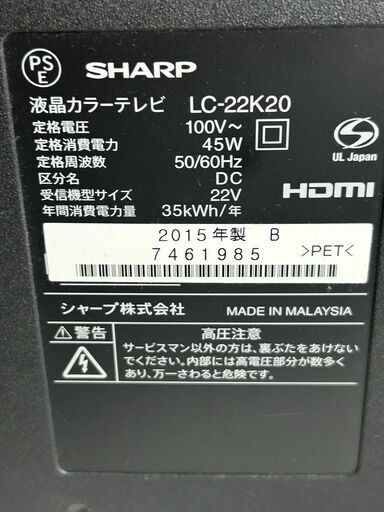 PS
E
SHARP
液晶カラーテレビ LC-22K20
定格電圧 100V～
定格消費電力 45W
定格周波数 50/60Hz
区分名 DC
受信機型サイズ 22V
年間消費電力量 35kWh/年
S
UL Japan
HDMI
2015年製 B
7461985
>PET<
シャープ株式会社 MADE IN MALAYSIA
警告
高圧注意
サービスマン以外の方は、裏ぶたをあけない
でください。内部には高電圧部分が数多く
あり、万一さわると危険です。